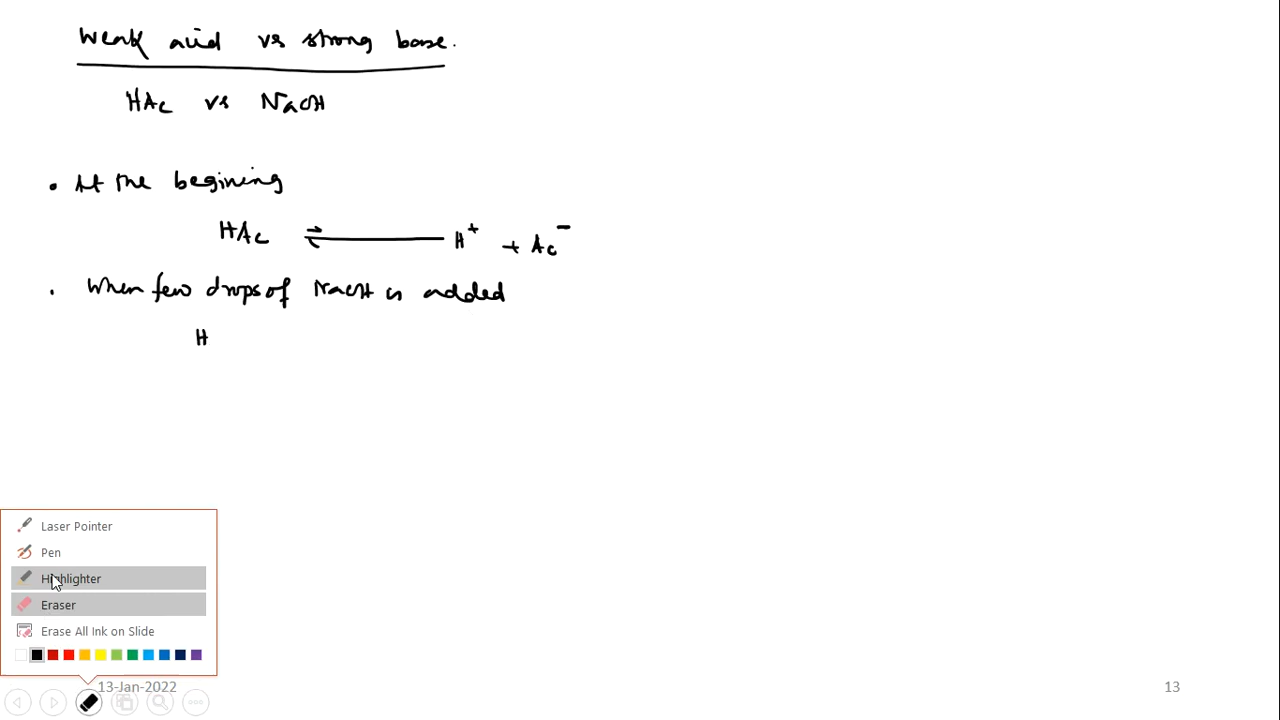 Weak acid vs strong base.
HAc vs NaOH
• At the begining
HAc ⇌ H⁺ + Ac⁻
• When few drops of NaOH is added
H
Laser Pointer
Pen
Highlighter
Eraser
Erase All Ink on Slide
13-Jan-2022
13